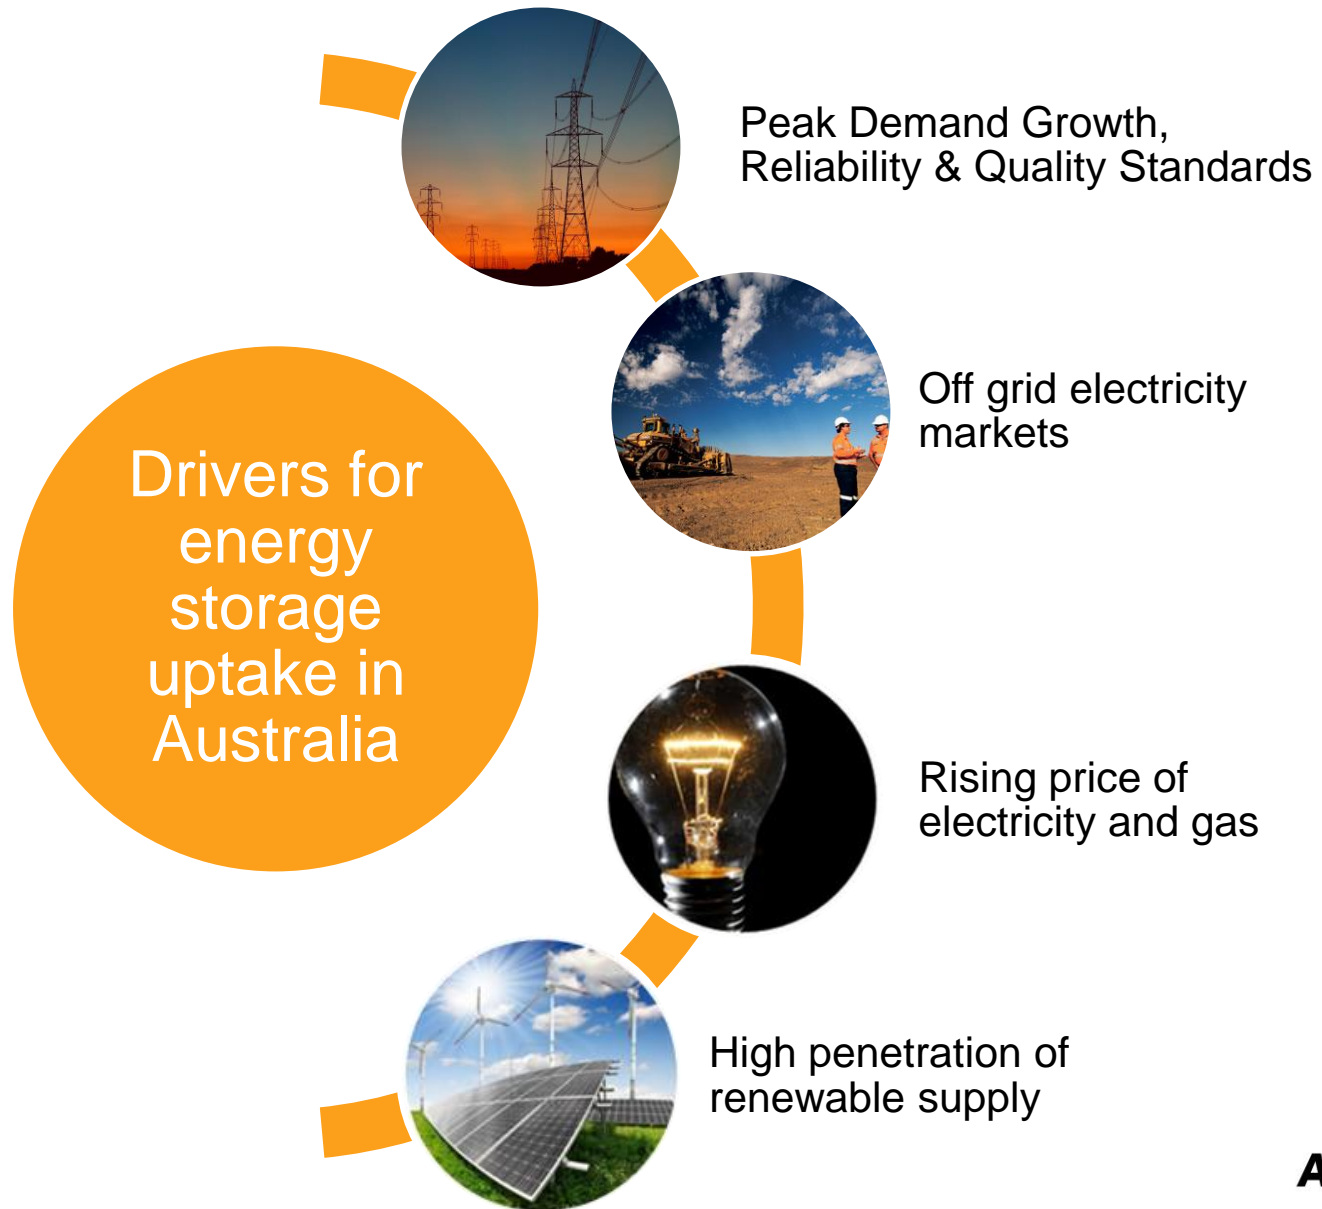 Peak Demand Growth,
Reliability & Quality Standards
Off grid electricity
markets
Drivers for
energy
storage
uptake in
Australia
Rising price of
electricity and gas
High penetration of
renewable supply
A